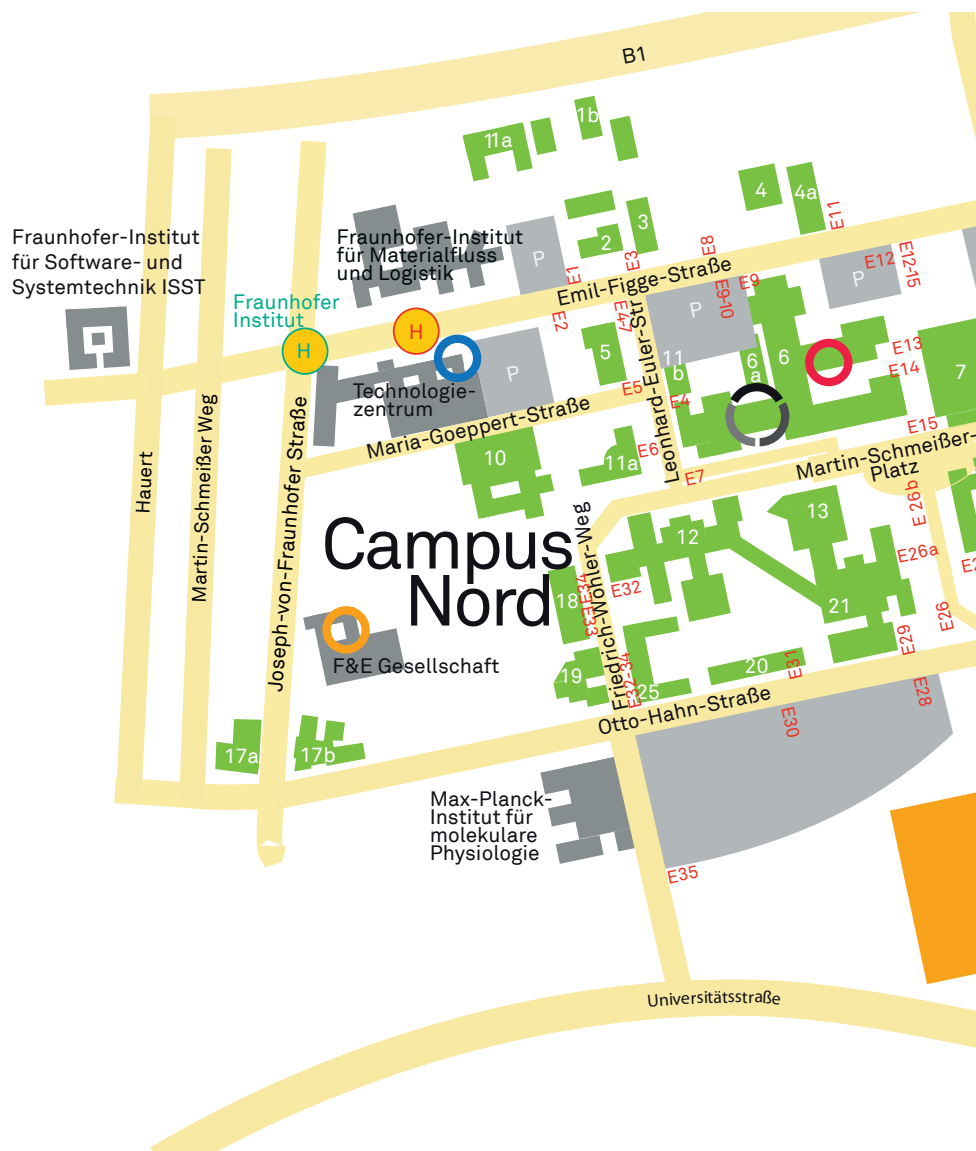 B1
1b
11a
4
4a
3
2
E11
E8
E3
E1
P
Fraunhofer-Institut
für Software- und
Systemtechnik ISST
Fraunhofer-Institut
für Materialfluss
und Logistik
Emil-Figge-Straße
E12
E12-15
P
E9
E9-10
P
Fraunhofer
Institut
H
H
E2
E4-7
Leonhard-Euler-Str
5
11
b
6
a
6
E13
E14
7
P
Technologie-
zentrum
E5
E4
Maria-Goeppert-Straße
E15
10
11a
E6
E7
Martin-Schmeißer-
Platz
Hauert
Martin-Schmeißer Weg
Joseph-von-Fraunhofer Straße
Campus
Nord
12
13
E 26b
E26a
E2
18
E34
E33
Friedrich-Wöhler-Weg
E32
21
E26
E29
F&E Gesellschaft
19
E32-34
25
20
E31
E28
E30
Otto-Hahn-Straße
17a
17b
Max-Planck-
Institut für
molekulare
Physiologie
E35
Universitätsstraße